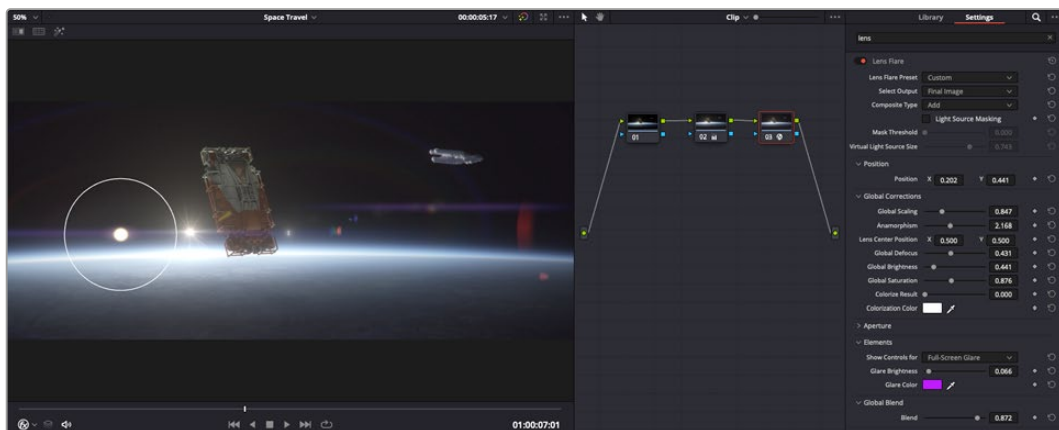 50%
Space Travel
00:00:05:17
Clip
Library
Settings
lens
Lens Flare
Lens Flare Preset
Custom
Select Output
Final Image
Composite Type
Add
Light Source Masking
Mask Threshold
0.000
Virtual Light Source Size
0.743
Position
Position X 0.202 Y 0.441
Global Corrections
Global Scaling 0.847
Anamorphism 2.168
Lens Center Position X 0.500 Y 0.500
Global Defocus 0.431
Global Brightness 0.441
Global Saturation 0.876
Colorize Result 0.000
Colorization Color
Aperture
Elements
Show Controls for Full-Screen Glare
Glare Brightness 0.066
Glare Color
Global Blend
Blend 0.872
01
02
03
fx
01:00:07:01